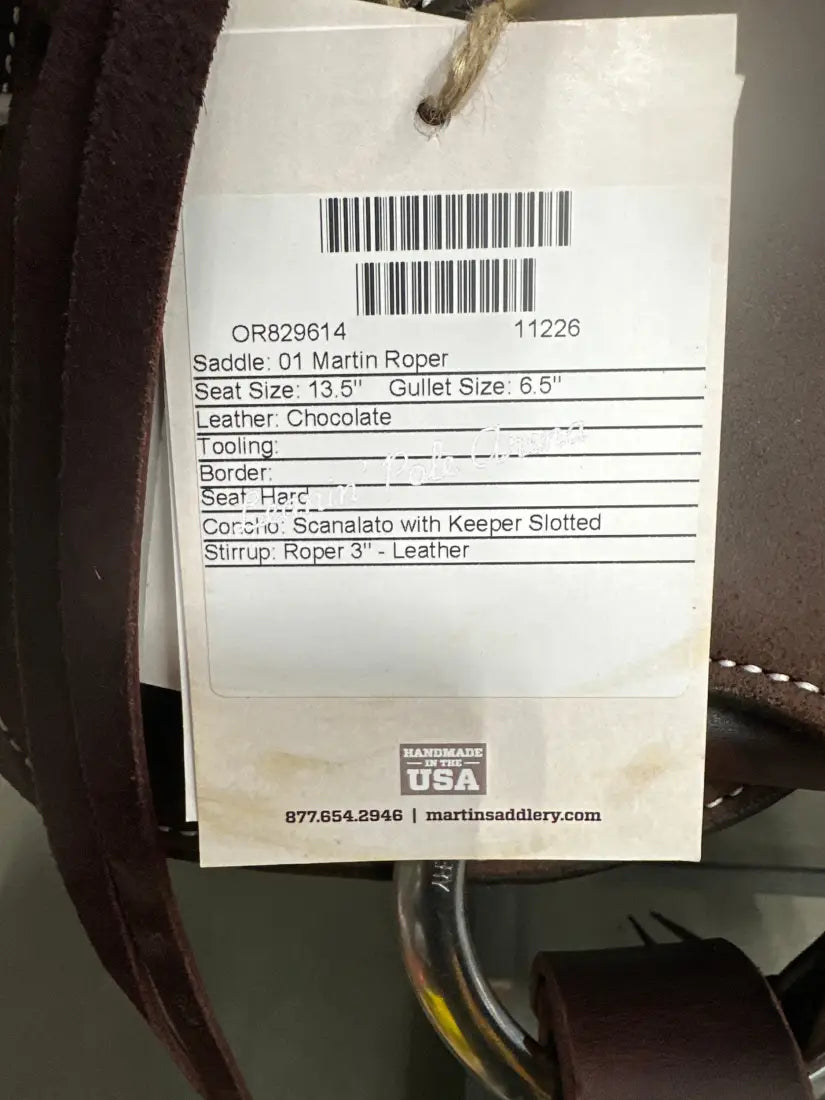 OR829614 11226
Saddle: 01 Martin Roper
Seat Size: 13.5" Gullet Size: 6.5"
Leather: Chocolate
Tooling:
Border:
Seat: Hard
Concho: Scanalato with Keeper Slotted
Stirrup: Roper 3" - Leather
Pole Arena
HANDMADE
IN THE
USA
877.654.2946 | martinsaddlery.com